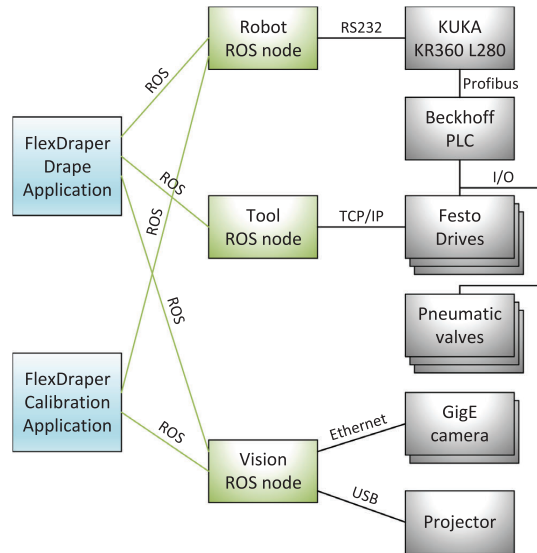 Robot
ROS node
RS232
KUKA
KR360 L280
Profibus
ROS
Beckhoff
PLC
FlexDraper
Drape
Application
ROS
I/O
ROS
Tool
ROS node
TCP/IP
Festo
Drives
ROS
Pneumatic
valves
FlexDraper
Calibration
Application
ROS
Ethernet
GigE
camera
Vision
ROS node
USB
Projector